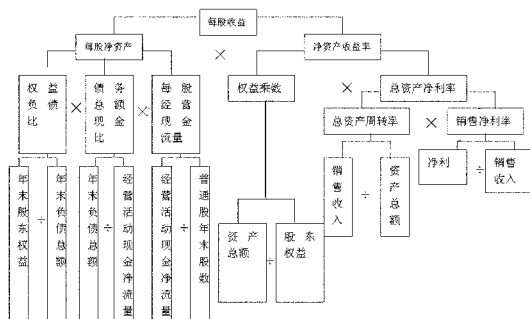 每股收益
每股净资产
×
净资产收益率
权益负债比
×
债务总额现金比
×
每股经营现金流量
权益乘数
×
总资产净利率
总资产周转率
×
销售净利率
年末股东权益
÷
年末负债总额
年末负债总额
÷
经营活动现金净流量
经营活动现金净流量
÷
普通股年末股数
资产总额
÷
股东权益
销售收入
÷
资产总额
净利
÷
销售收入